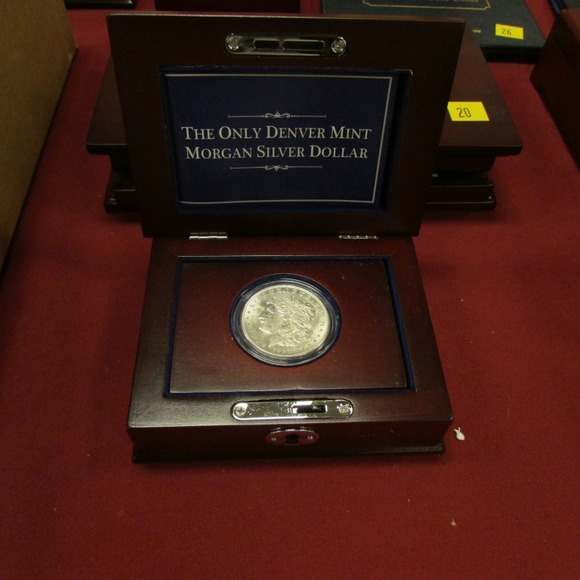 26
20
THE ONLY DENVER MINT
MORGAN SILVER DOLLAR